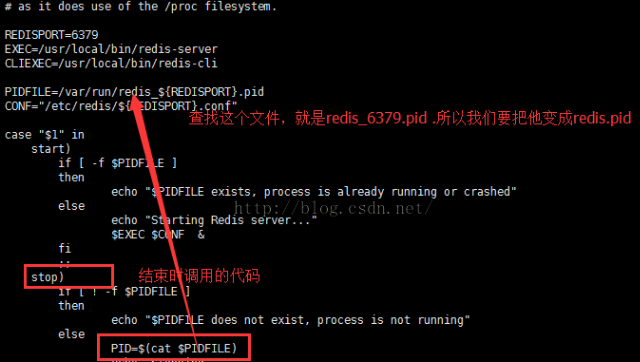 # as it does use of the /proc filesystem.
REDISPORT=6379
EXEC=/usr/local/bin/redis-server
CLIEXEC=/usr/local/bin/redis-cli
PIDFILE=/var/run/redis_${REDISPORT}.pid
CONF="/etc/redis/${REDISPORT}.conf"
查找这个文件，就是redis_6379.pid .所以我们要把他变成redis.pid
case "$1" in
start)
if [ -f $PIDFILE ]
then
echo "$PIDFILE exists, process is already running or crashed"
else
echo "Starting Redis server..."
http://blog.csdn.net/
$EXEC $CONF &
fi
;;
stop)
结束时调用的代码
if [ ! -f $PIDFILE ]
then
echo "$PIDFILE does not exist, process is not running"
else
PID=$(cat $PIDFILE)